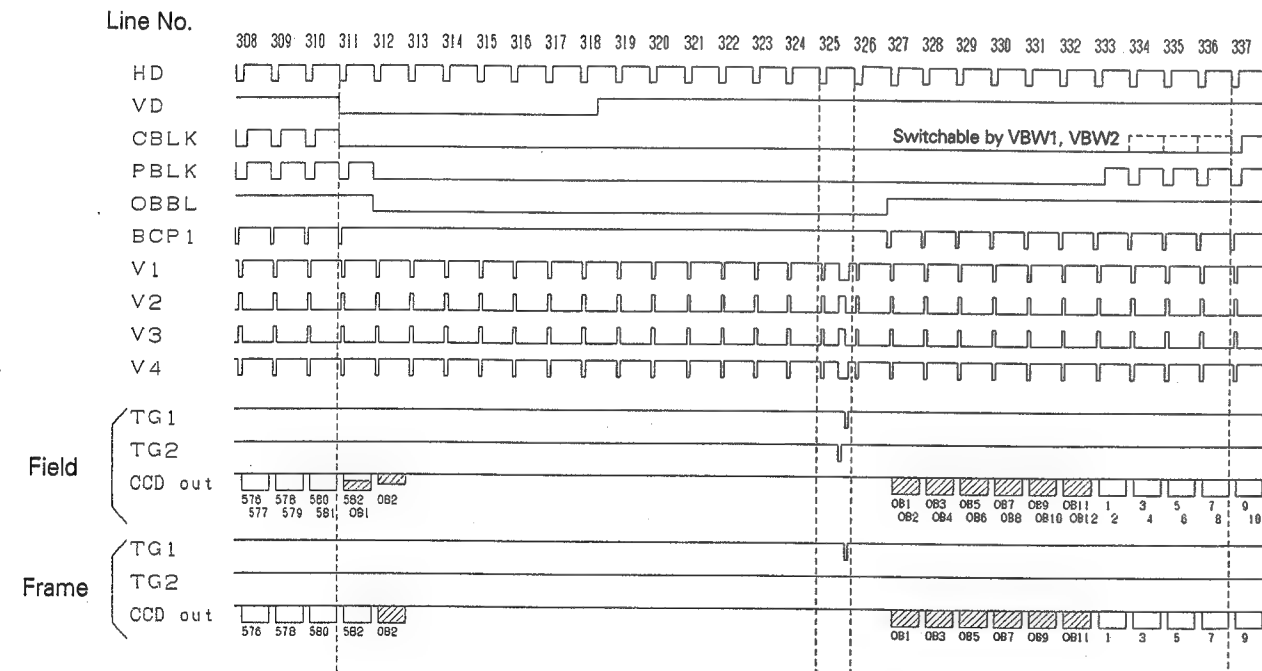 Line No.
308 309 310 311 312 313 314 315 316 317 318 319 320 321 322 323 324 325 326 327 328 329 330 331 332 333 334 335 336 337
HD
VD
CBLK
Switchable by VBW1, VBW2
PBLK
OBBL
BCP1
V1
V2
V3
V4
Field
TG1
TG2
CCD out
576 578 580 582 OB2 OB1 OB3 OB5 OB7 OB9 OB11 1 3 5 7 9
577 579 581 OB1 OB2 OB4 OB6 OB8 OB10 OB12 2 4 6 8 10
Frame
TG1
TG2
CCD out
576 578 580 582 OB2 OB1 OB3 OB5 OB7 OB9 OB11 1 3 5 7 9